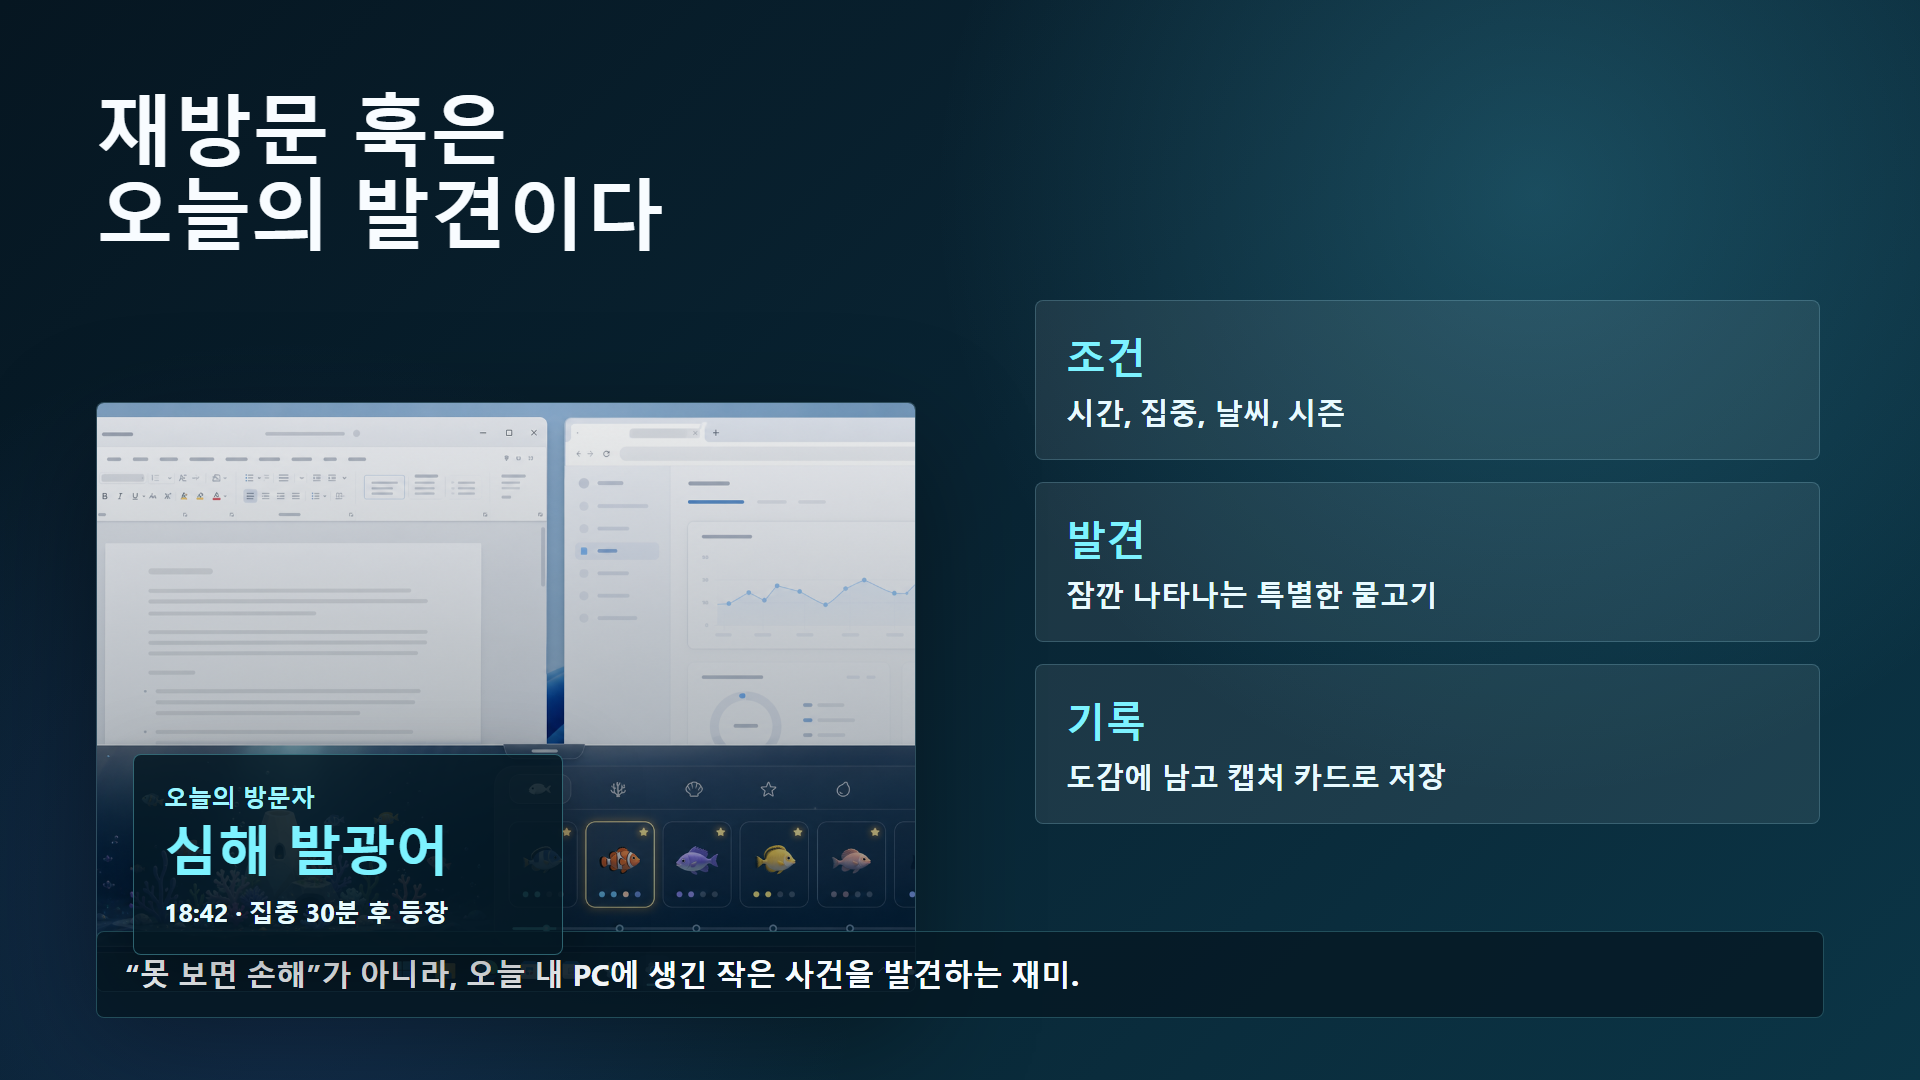 재방문 훅은
오늘의 발견이다
조건
시간, 집중, 날씨, 시즌
발견
잠깐 나타나는 특별한 물고기
기록
도감에 남고 캡처 카드로 저장
오늘의 방문자
심해 발광어
18:42 · 집중 30분 후 등장
“못 보면 손해”가 아니라, 오늘 내 PC에 생긴 작은 사건을 발견하는 재미.